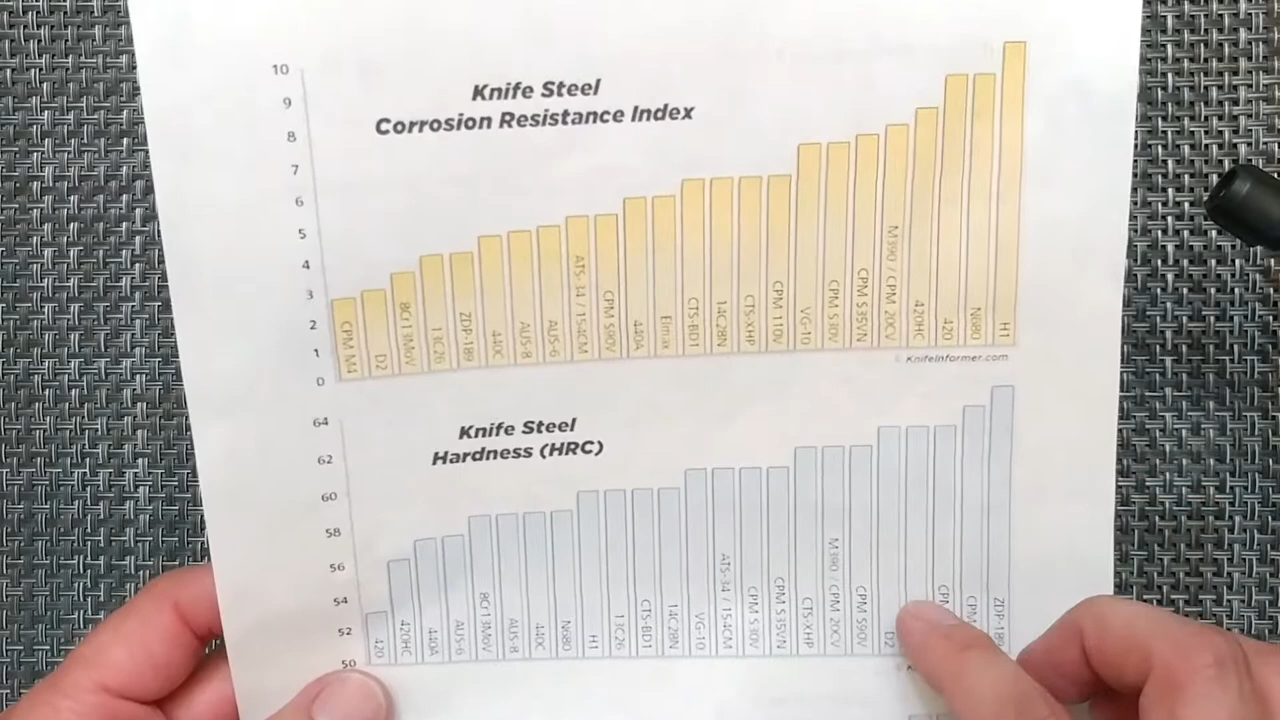 Knife Steel
Corrosion Resistance Index
10
9
8
7
6
5
4
3
2
1
0
CPM M4
D2
8Cr13MoV
13C26
ZDP-189
440C
AUS-8
AUS-6
ATS-34 / 154CM
CPM S90V
440A
Elmax
CTS-BD1
14C28N
CTS-XHP
CPM 110V
VG-10
CPM S30V
CPM S35VN
M390 / CPM 20CV
420HC
420
N680
H1
KnifeInformer.com
Knife Steel
Hardness (HRC)
64
62
60
58
56
54
52
50
420
420HC
440A
AUS-6
8Cr13MoV
AUS-8
440C
N680
H1
13C26
CTS-BD1
14C28N
VG-10
ATS-34 / 154CM
CPM S30V
CPM S35VN
CTS-XHP
M390 / CPM 20CV
CPM S90V
D2
CPM
ZDP-189